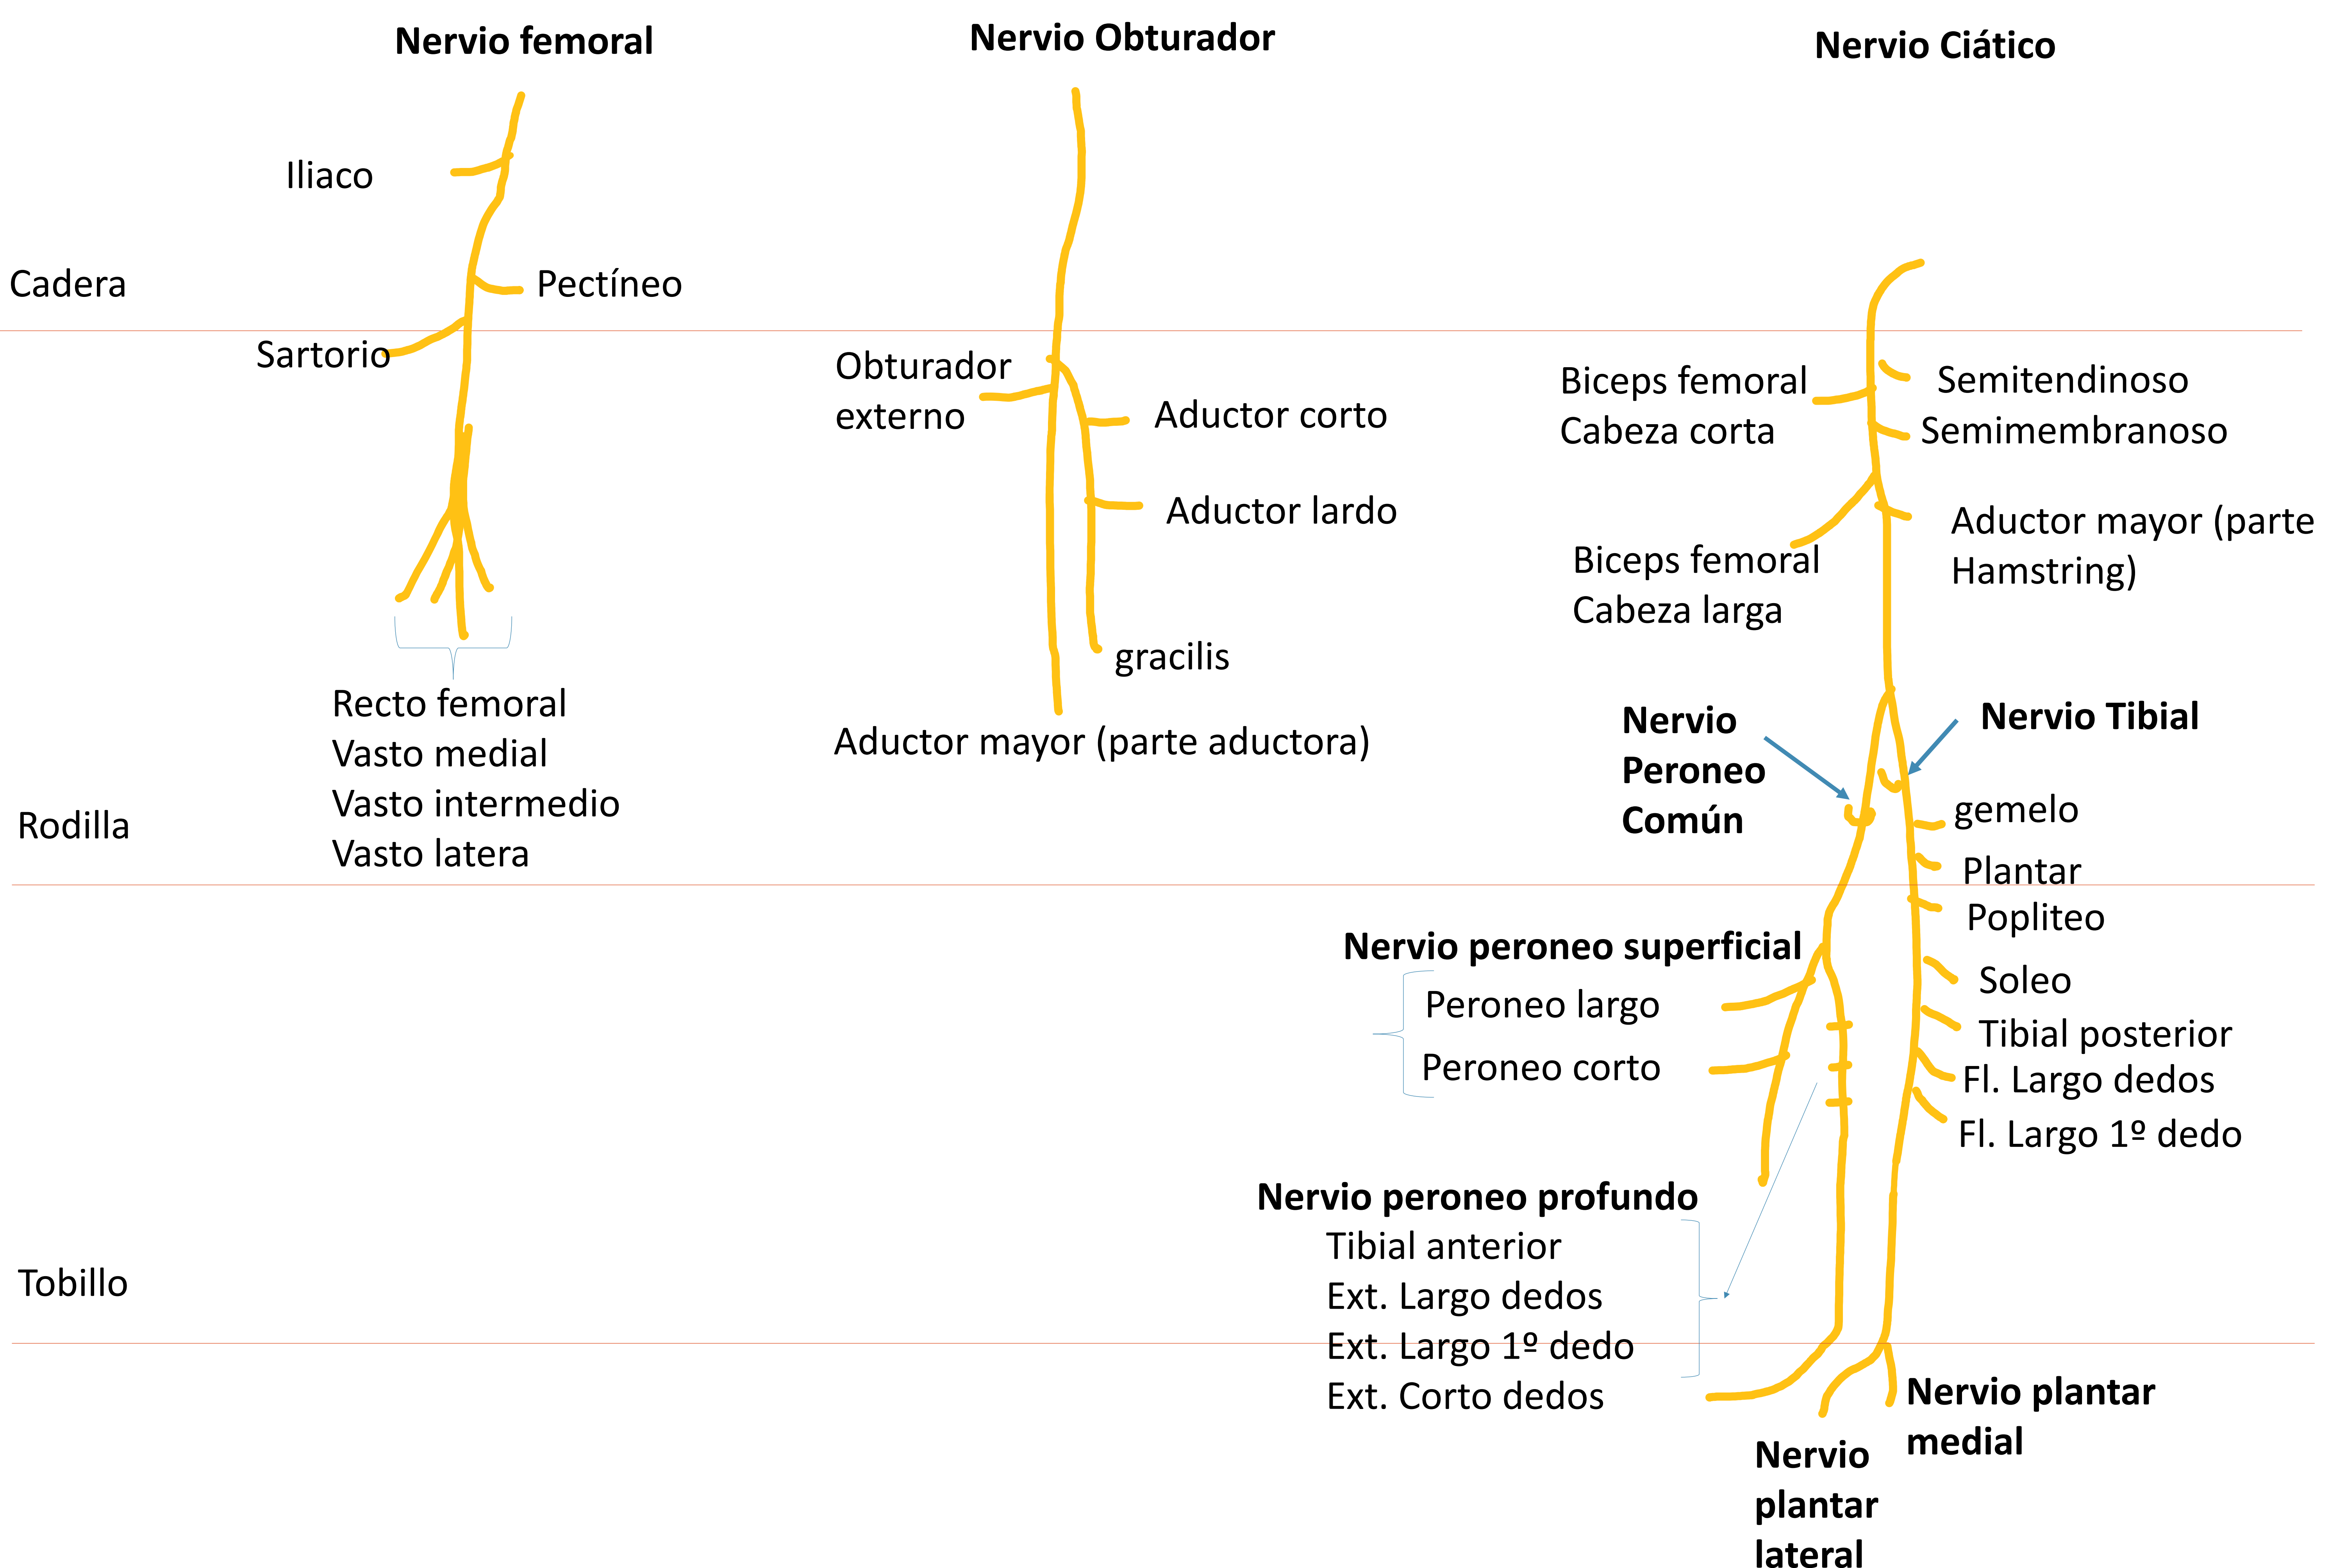 Nervio femoral
Nervio Obturador
Nervio Ciático
Iliaco
Cadera
Pectíneo
Sartorio
Recto femoral
Vasto medial
Vasto intermedio
Vasto latera
Rodilla
Obturador
externo
Aductor corto
Aductor lardo
gracilis
Aductor mayor (parte aductora)
Biceps femoral
Cabeza corta
Semitendinoso
Semimembranoso
Aductor mayor (parte
Hamstring)
Biceps femoral
Cabeza larga
Nervio
Peroneo
Común
Nervio Tibial
gemelo
Plantar
Popliteo
Soleo
Tibial posterior
Fl. Largo dedos
Fl. Largo 1º dedo
Nervio peroneo superficial
Peroneo largo
Peroneo corto
Nervio peroneo profundo
Tibial anterior
Ext. Largo dedos
Ext. Largo 1º dedo
Ext. Corto dedos
Tobillo
Nervio plantar
medial
Nervio
plantar
lateral